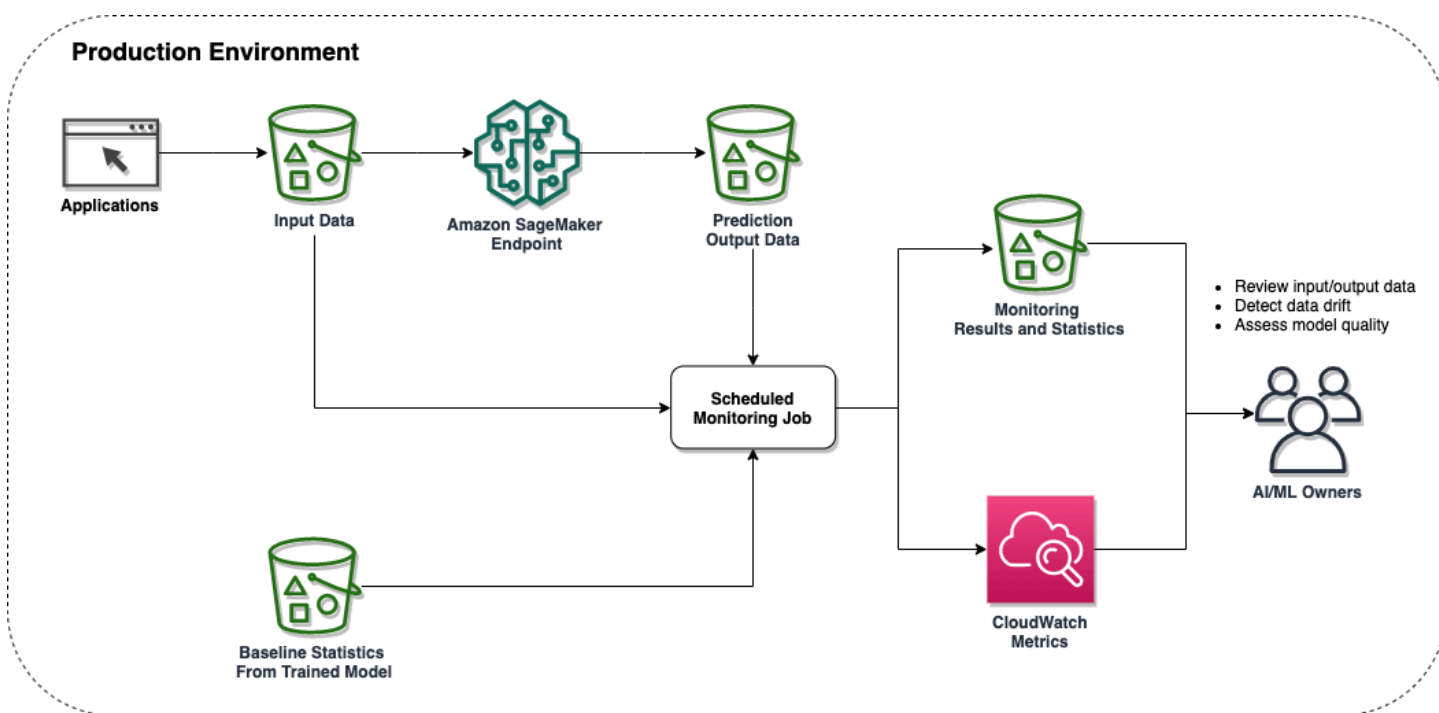 Production Environment
Applications
Input Data
Amazon SageMaker
Endpoint
Prediction
Output Data
Monitoring
Results and Statistics
• Review input/output data
• Detect data drift
• Assess model quality
Scheduled
Monitoring Job
AI/ML Owners
Baseline Statistics
From Trained Model
CloudWatch
Metrics